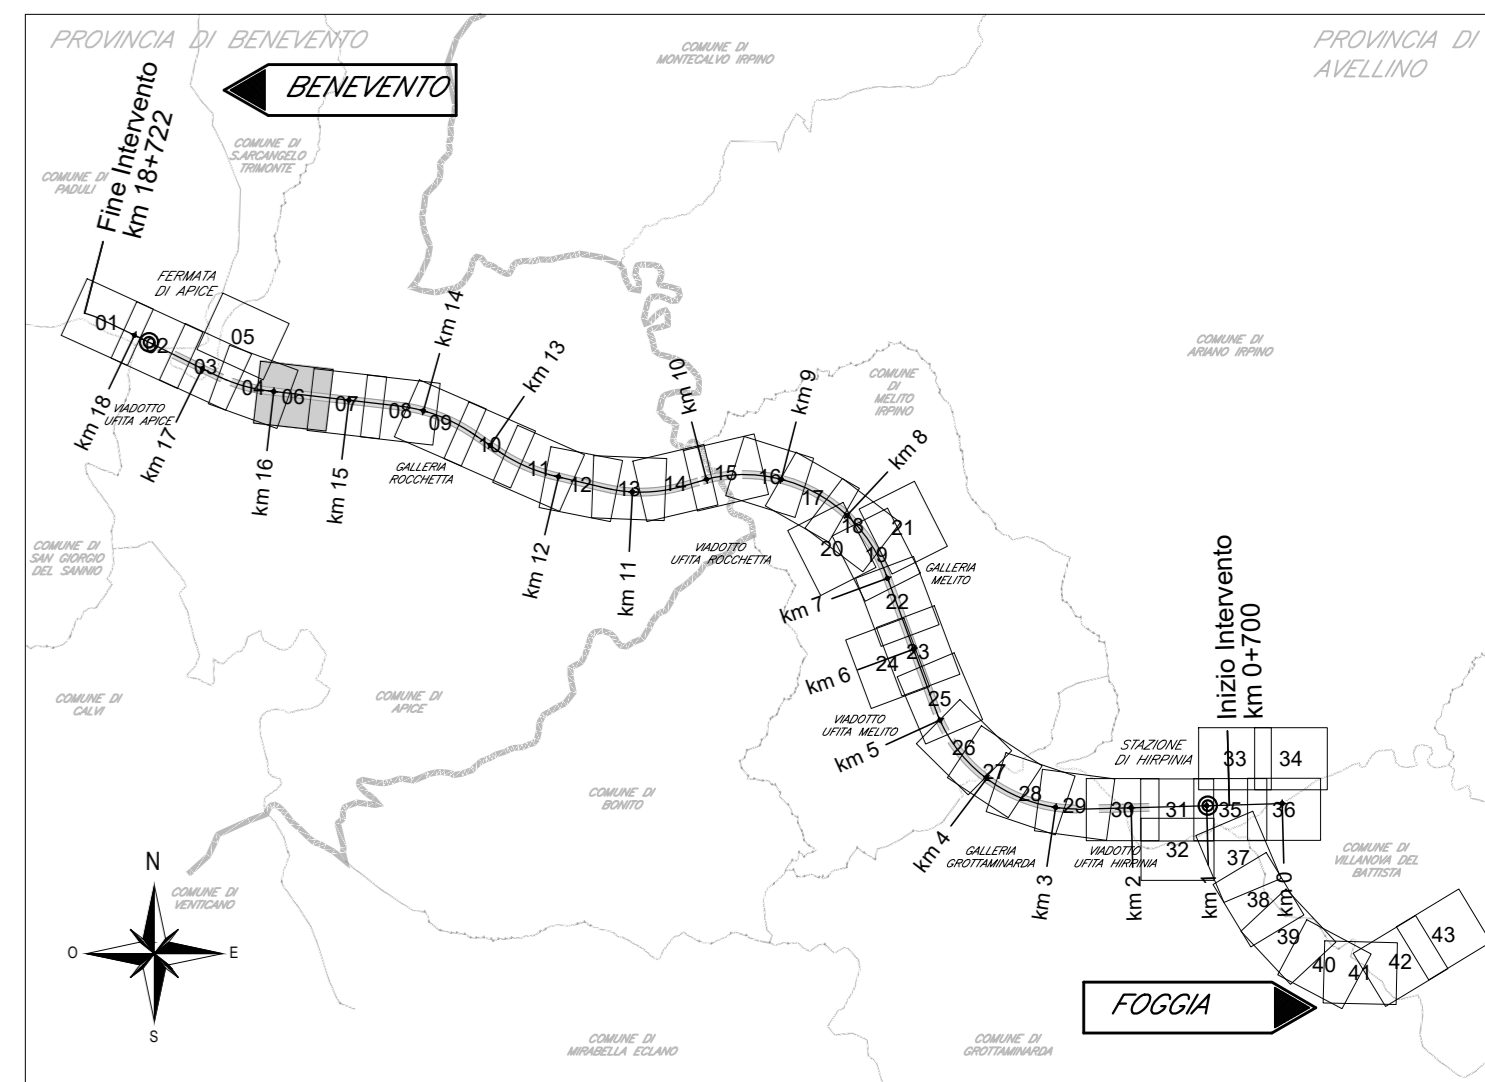 PROVINCIA DI BENEVENTO
COMUNE DI
MONTECALVO IRPINO
PROVINCIA DI
AVELLINO
BENEVENTO
Fine Intervento
km 18+722
COMUNE DI
S.ARCANGELO
TRIMONTE
COMUNE DI
PADULI
FERMATA
DI APICE
01
02
03
04
05
06
07
08
09
10
11
12
13
14
15
16
17
18
19
20
21
22
23
24
25
26
27
28
29
30
31
32
33
34
35
36
37
38
39
40
41
42
43
km 18
km 17
km 16
km 15
km 14
km 13
km 12
km 11
km 10
km 9
km 8
km 7
km 6
km 5
km 4
km 3
km 2
km 1
km 0
VIADOTTO
UFITA APICE
GALLERIA
ROCCHETTA
VIADOTTO
UFITA ROCCHETTA
GALLERIA
MELITO
VIADOTTO
UFITA MELITO
GALLERIA
GROTTAMINARDA
VIADOTTO
UFITA HIRPINIA
STAZIONE
DI HIRPINIA
Inizio Intervento
km 0+700
COMUNE DI
ARIANO IRPINO
COMUNE
DI
MELITO
IRPINO
COMUNE DI
SAN GIORGIO
DEL SANNIO
COMUNE DI
CALVI
COMUNE DI
APICE
COMUNE DI
BONITO
COMUNE DI
VILLANOVA DEL
BATTISTA
COMUNE DI
VENTICANO
COMUNE DI
MIRABELLA ECLANO
COMUNE DI
GROTTAMINARDA
N
O
E
S
FOGGIA